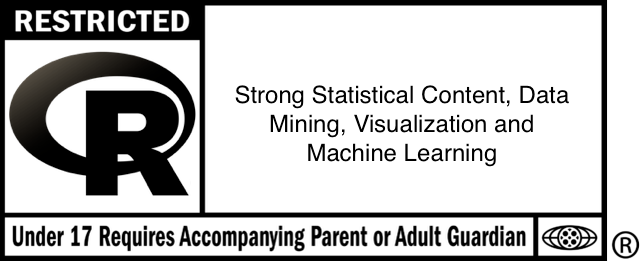 RESTRICTED
R
Strong Statistical Content, Data
Mining, Visualization and
Machine Learning
Under 17 Requires Accompanying Parent or Adult Guardian
®